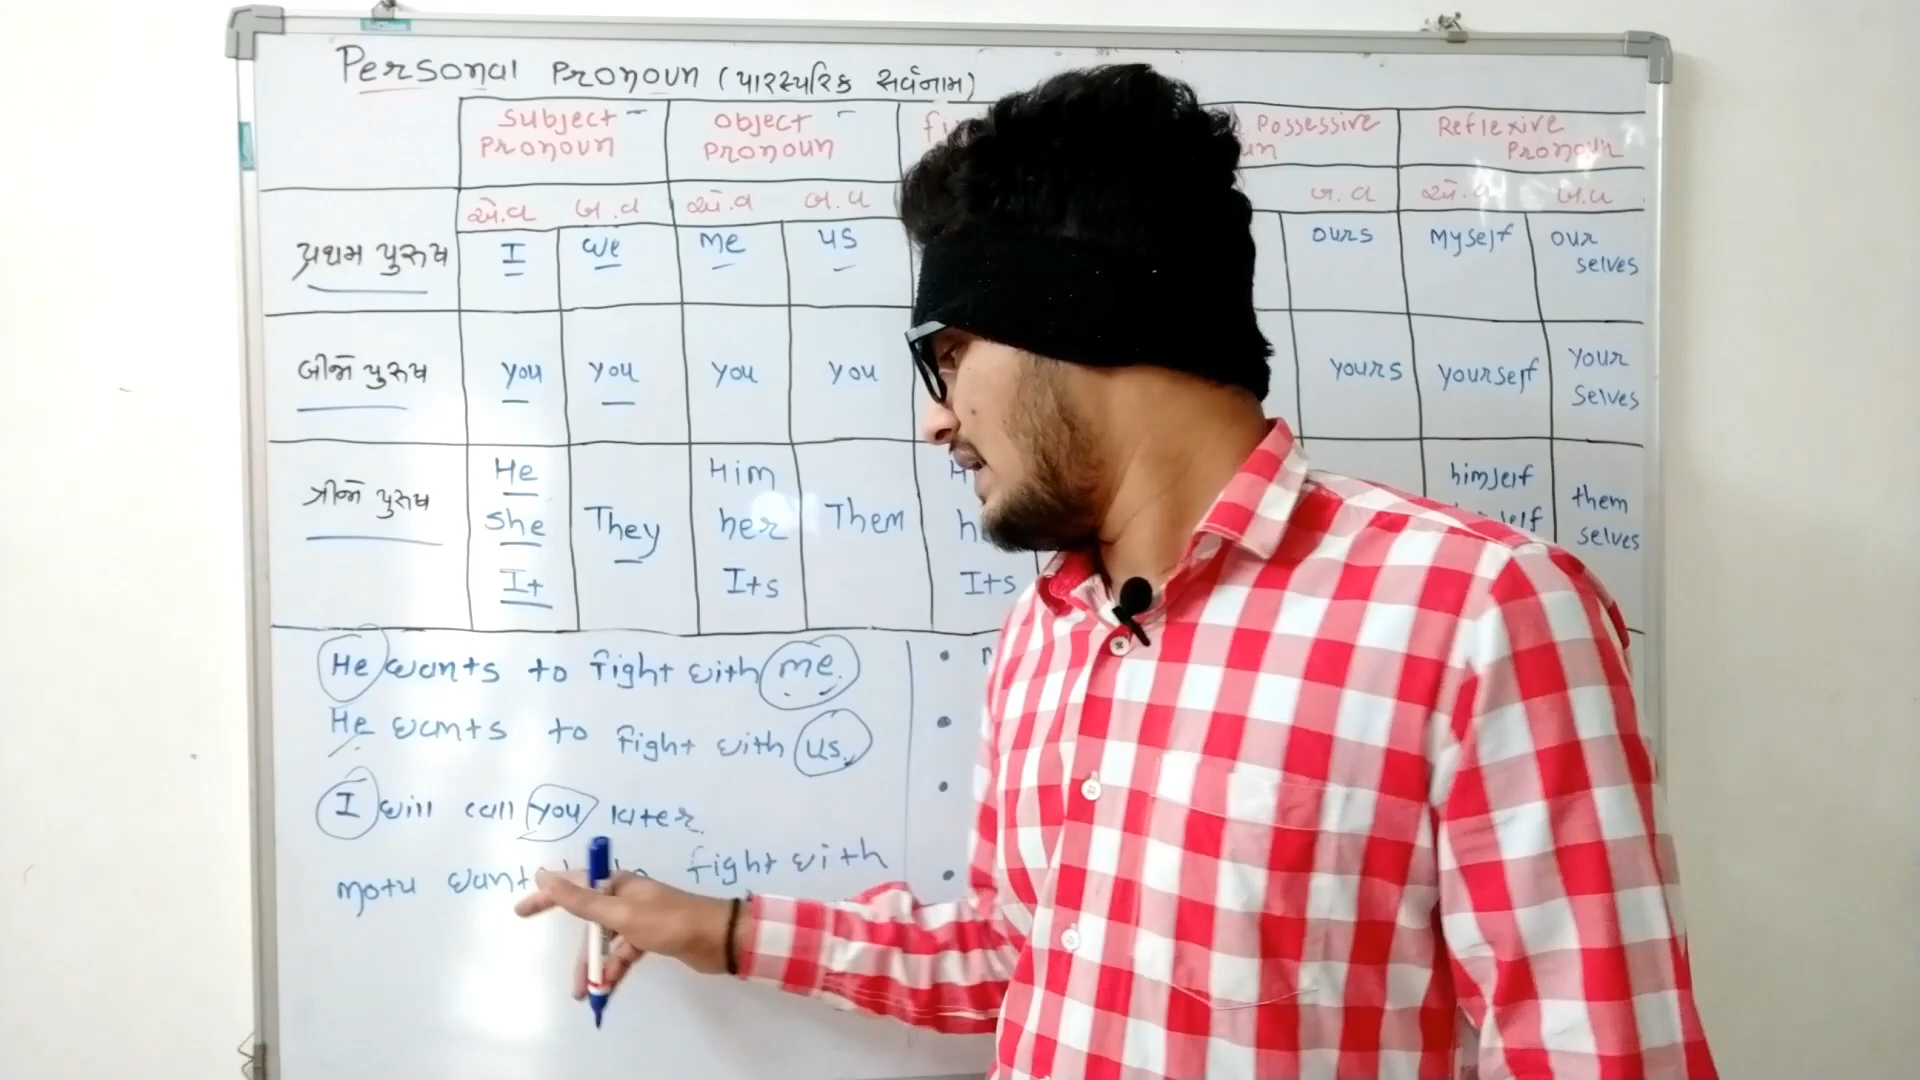 Personal Pronoun (પારસ્પરિક સર્વનામ)
Subject Pronoun Object Pronoun Possessive Reflexive Pronoun
એ.વ બ.વ એ.વ બ.વ બ.વ એ.વ બ.વ
પ્રથમ પુરુષ I we me us ours myself our selves
બીજો પુરુષ you you you you yours yourself your selves
ત્રીજો પુરુષ He She It They Him her Its Them Its himself them selves
He wants to fight with me.
He wants to fight with us.
I will call you later.
motu fight with